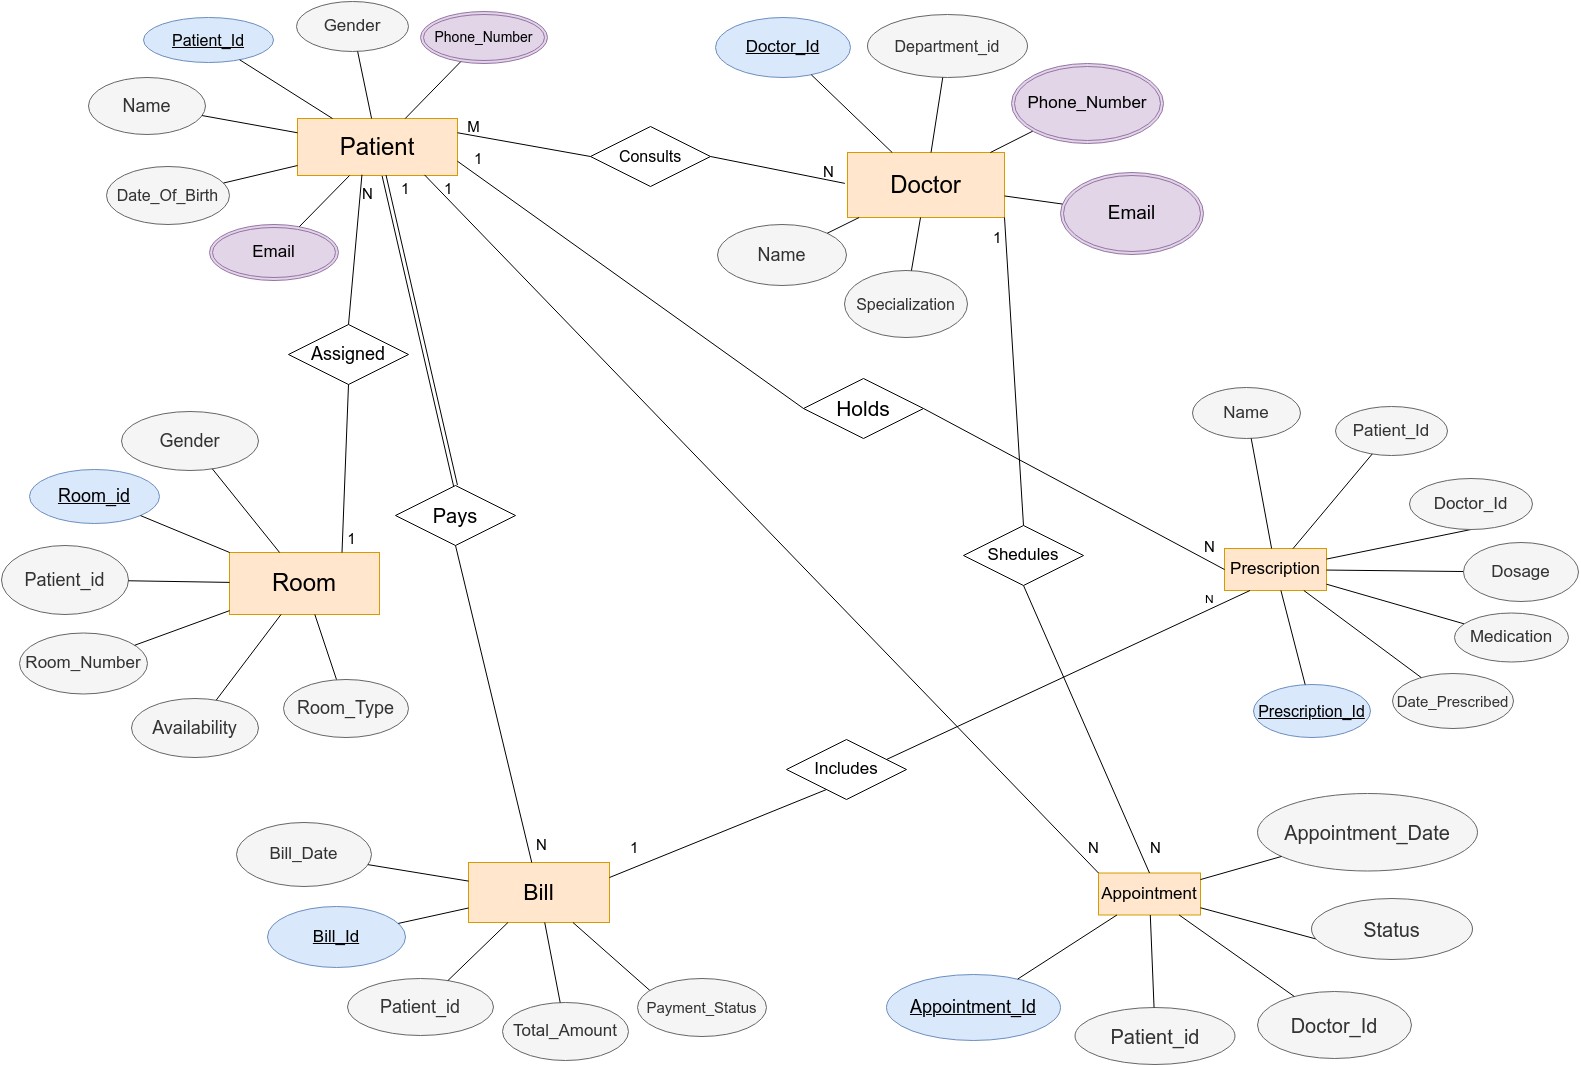 Patient_Id
Gender
Phone_Number
Name
Patient
Date_Of_Birth
Email
M
1
N
1
1
Consults
N
Doctor_Id
Department_id
Phone_Number
Doctor
Email
Name
Specialization
1
Assigned
1
Holds
Pays
Shedules
Gender
Room_id
Patient_id
Room
Room_Number
Availability
Room_Type
Name
Patient_Id
Doctor_Id
N
Prescription
Dosage
N
Medication
Prescription_Id
Date_Prescribed
Includes
N
1
N
N
Bill_Date
Bill
Bill_Id
Patient_id
Total_Amount
Payment_Status
Appointment_Date
Appointment
Status
Appointment_Id
Patient_id
Doctor_Id